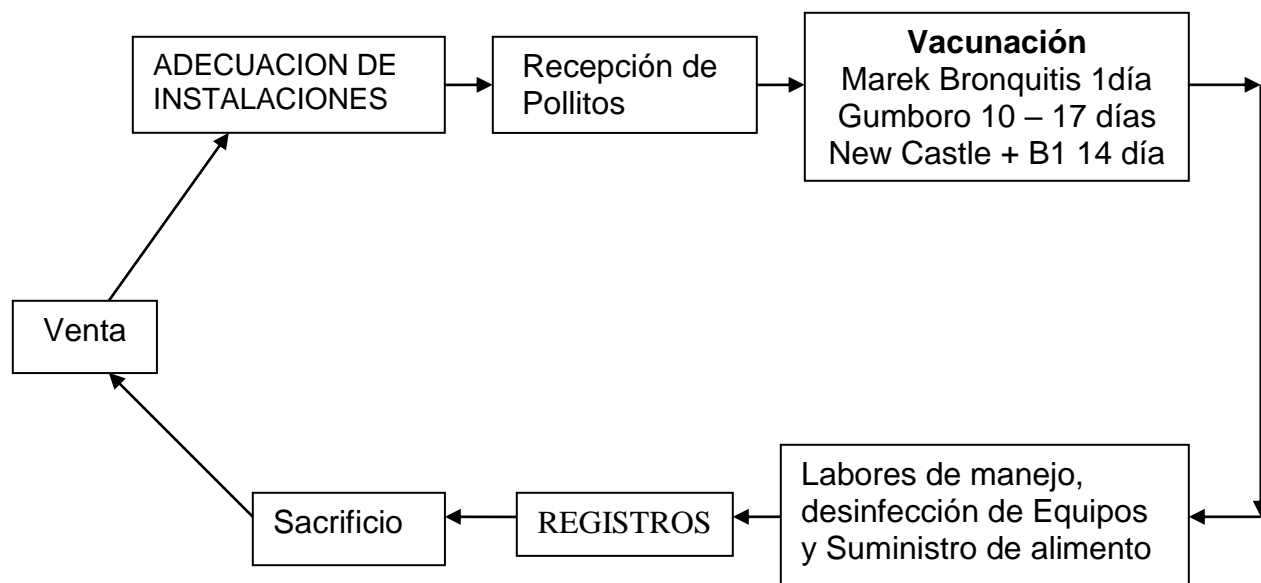 ADECUACION DE
INSTALACIONES
Recepción de
Pollitos
Vacunación
Marek Bronquitis 1día
Gumboro 10 – 17 días
New Castle + B1 14 día
Labores de manejo,
desinfección de Equipos
y Suministro de alimento
REGISTROS
Sacrificio
Venta